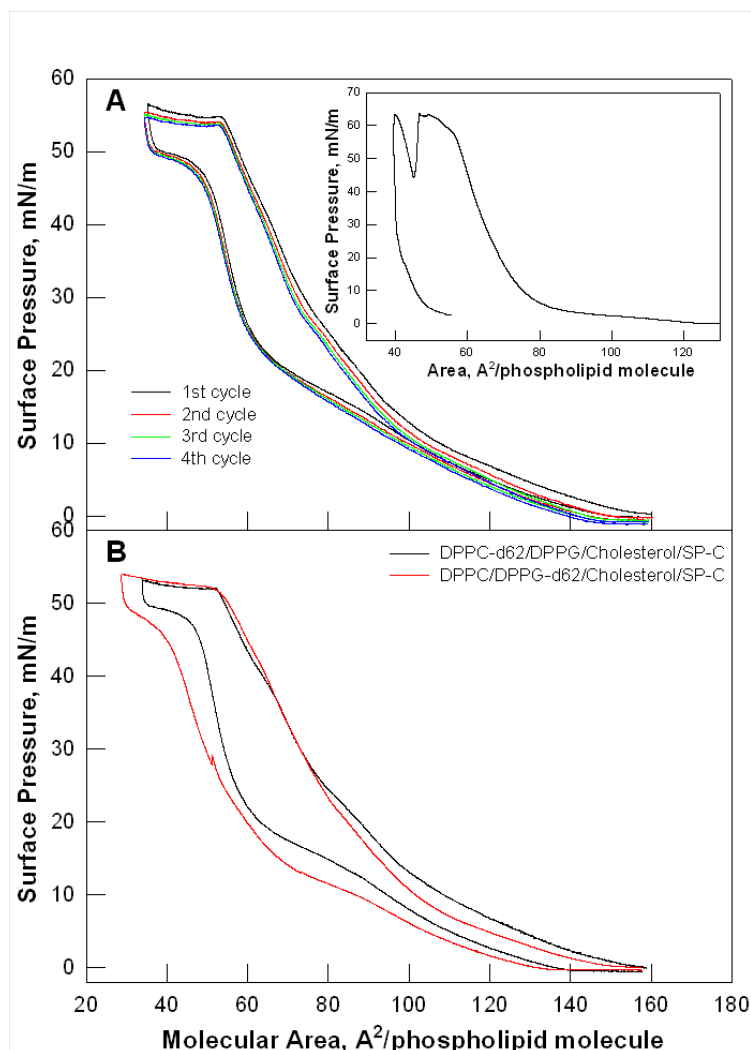 60
50
40
30
20
10
0
Surface Pressure, mN/m
A
1st cycle
2nd cycle
3rd cycle
4th cycle
70
60
50
40
30
20
10
0
Surface Pressure, mN/m
40 60 80 100 120
Area, A²/phospholipid molecule
60
50
40
30
20
10
0
Surface Pressure, mN/m
B
DPPC-d62/DPPG/Cholesterol/SP-C
DPPC/DPPG-d62/Cholesterol/SP-C
20 40 60 80 100 120 140 160 180
Molecular Area, A²/phospholipid molecule